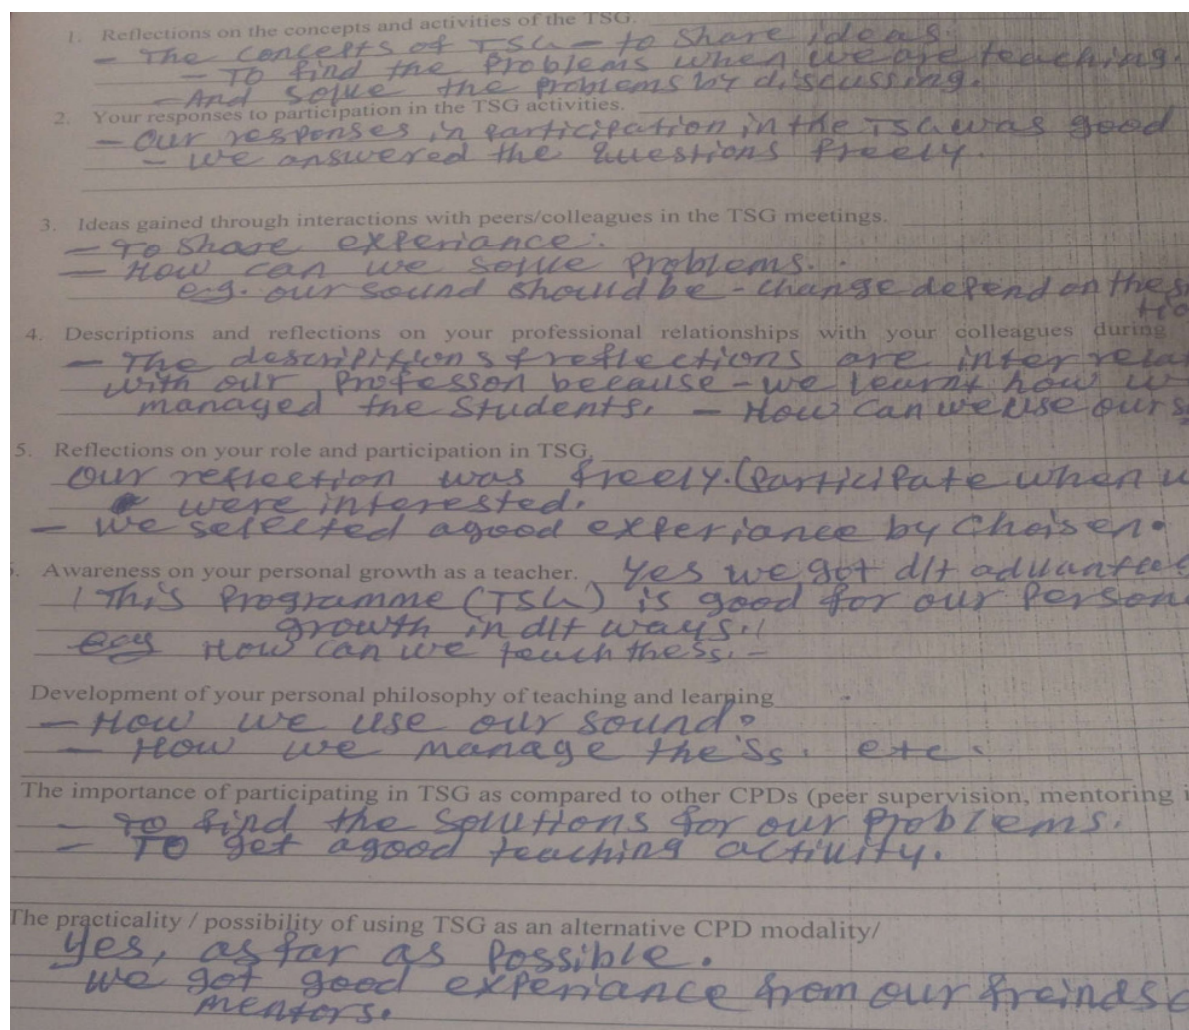 1. Reflections on the concepts and activities of the TSG.
- The concepts of TSG - to share ideas.
- To find the problems when we are teaching.
- And solve the problems by discussing.
2. Your responses to participation in the TSG activities.
- Our responses in participation in the TSG was good
- we answered the questions freely.
3. Ideas gained through interactions with peers/colleagues in the TSG meetings.
- To share experiance.
- How can we solve problems.
e.g. our sound should be - change depend on the
4. Descriptions and reflections on your professional relationships with your colleagues during
- The descriptions & reflections are inter rela
with our professon because - we learnt how w
managed the students. - How can we use our s
5. Reflections on your role and participation in TSG
our reflection was freely. (participate when w
were interested.
- we selected agood experiance by choisen.
. Awareness on your personal growth as a teacher. Yes we got d/t
This programme (TSG) is good for our person
growth in d/t ways.
eg How can we teach the ss. -
Development of your personal philosophy of teaching and learning
- How we use our sound.
- How we manage the ss. etc.
The importance of participating in TSG as compared to other CPDs (peer supervision, mentoring i
- To find the solutions for our problems.
- To get agood teaching activity.
The practicality / possibility of using TSG as an alternative CPD modality/
Yes, as far as possible.
we got good experiance from our freinds
mentors.